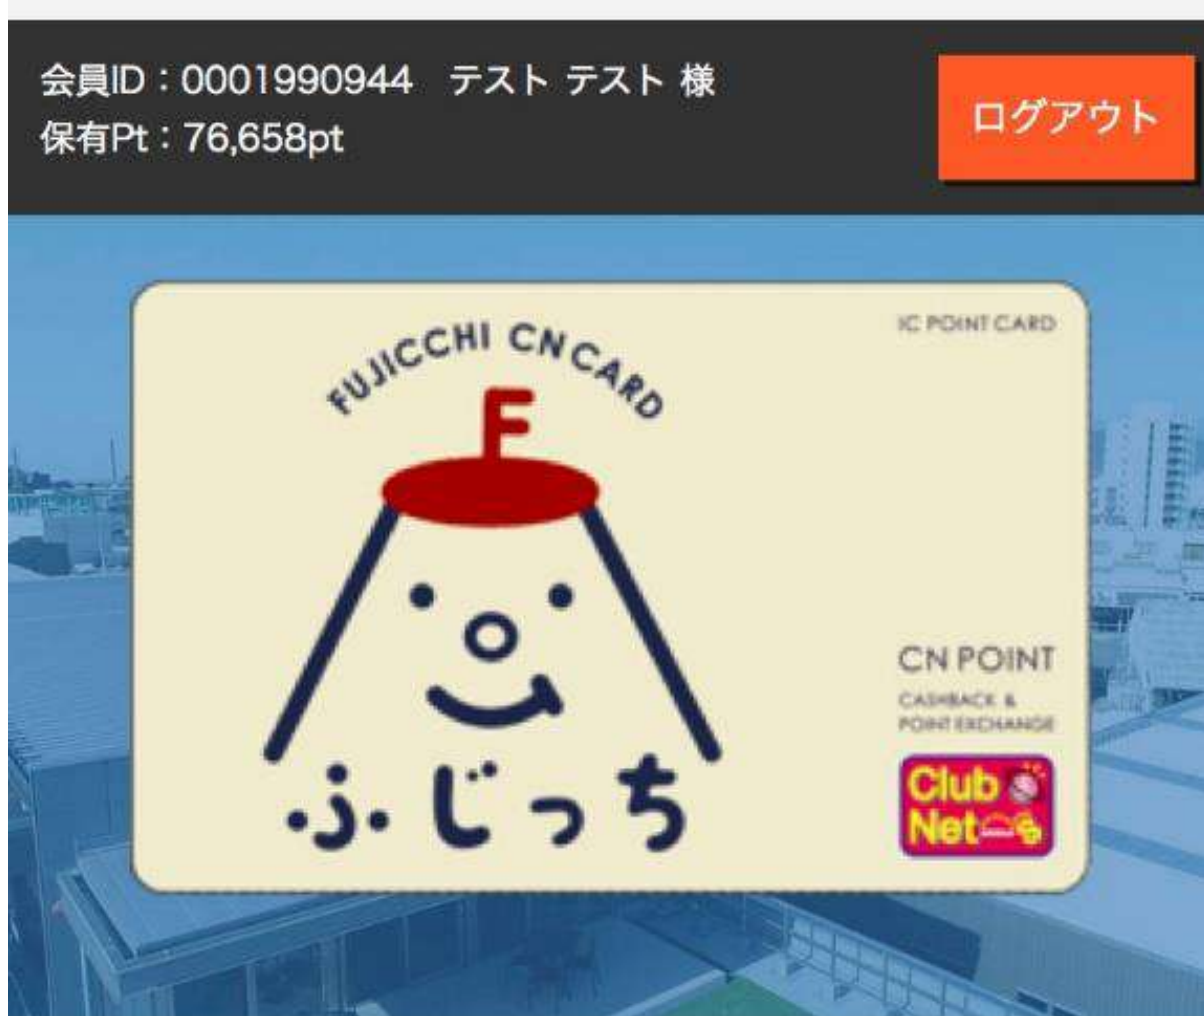 会員ID：0001990944　テスト テスト 様
保有Pt：76,658pt
ログアウト
FUJICCHI CN CARD
IC POINT CARD
F
ふじっち
CN POINT
CASHBACK &
POINT EXCHANGE
Club
Net